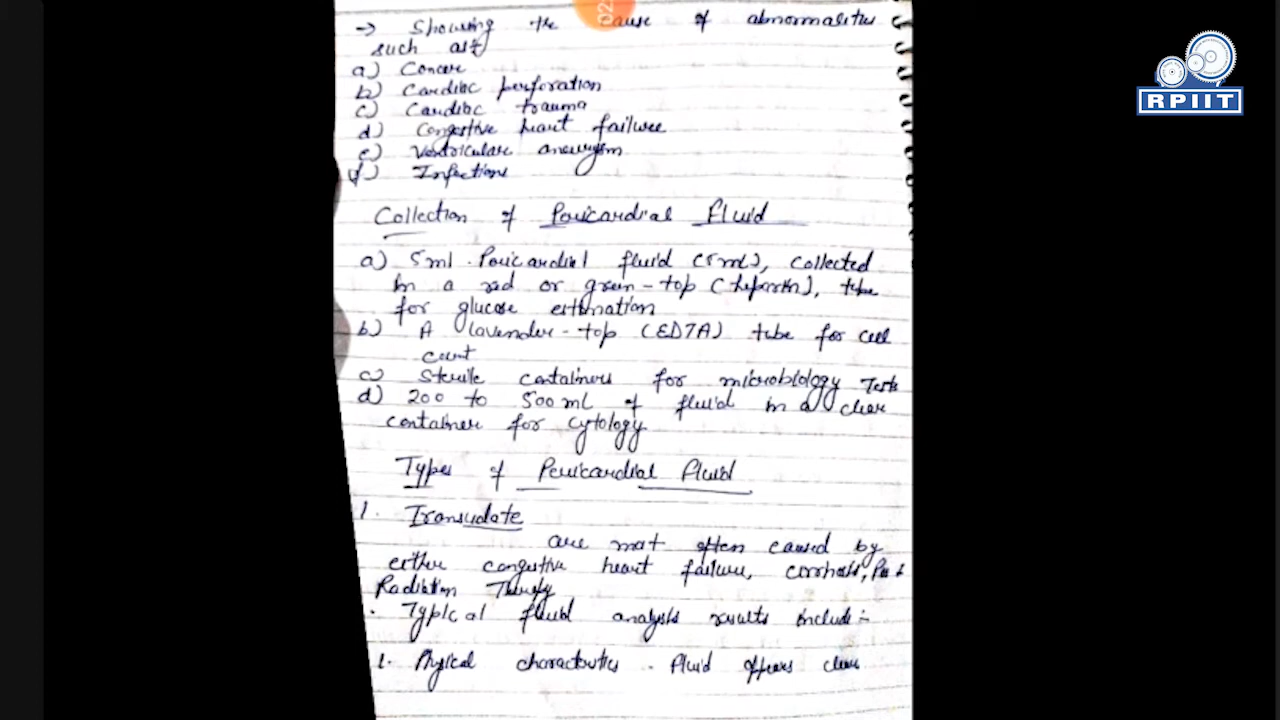 → Showing the cause of abnormalities
such as:-
a) Cancer
b) Cardiac perforation
c) Cardiac trauma
d) Congestive heart failure
e) Ventricular aneurysm
f) Infections
Collection of Pericardial Fluid
a) 5ml. Pericardial fluid (5mL), collected
in a red or green-top (heparin), tube
for glucose estimation
b) A lavender-top (EDTA) tube for cell
count
c) Sterile containers for microbiology Tests
d) 200 to 500 ml of fluid in a clear
container for cytology
Types of Pericardial Fluid
1. Transudate
are most often caused by
either congestive heart failure, cirrhosis,
Radiation Therapy
. Typical fluid analysis results include:-
1. Physical characteristics. Fluid appears clear
RPIIT
02